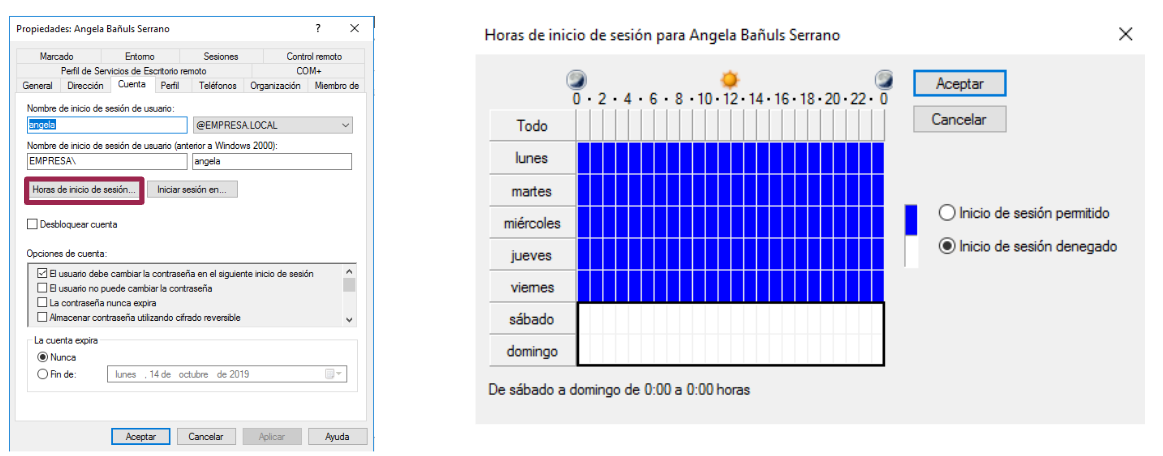 Propiedades: Angela Bañuls Serrano ? ×
Marcado Entorno Sesiones Control remoto
Perfil de Servicios de Escritorio remoto COM+
General Dirección Cuenta Perfil Teléfonos Organización Miembro de
Nombre de inicio de sesión de usuario:
angela @EMPRESA.LOCAL
Nombre de inicio de sesión de usuario (anterior a Windows 2000):
EMPRESA\ angela
Horas de inicio de sesión... Iniciar sesión en...
Desbloquear cuenta
Opciones de cuenta:
El usuario debe cambiar la contraseña en el siguiente inicio de sesión
El usuario no puede cambiar la contraseña
La contraseña nunca expira
Almacenar contraseña utilizando cifrado reversible
La cuenta expira
Nunca
Fin de: lunes , 14 de octubre de 2019
Aceptar Cancelar Aplicar Ayuda
Horas de inicio de sesión para Angela Bañuls Serrano ×
0 · 2 · 4 · 6 · 8 · 10 · 12 · 14 · 16 · 18 · 20 · 22 · 0
Todo
lunes
martes
miércoles
jueves
viernes
sábado
domingo
Aceptar
Cancelar
Inicio de sesión permitido
Inicio de sesión denegado
De sábado a domingo de 0:00 a 0:00 horas